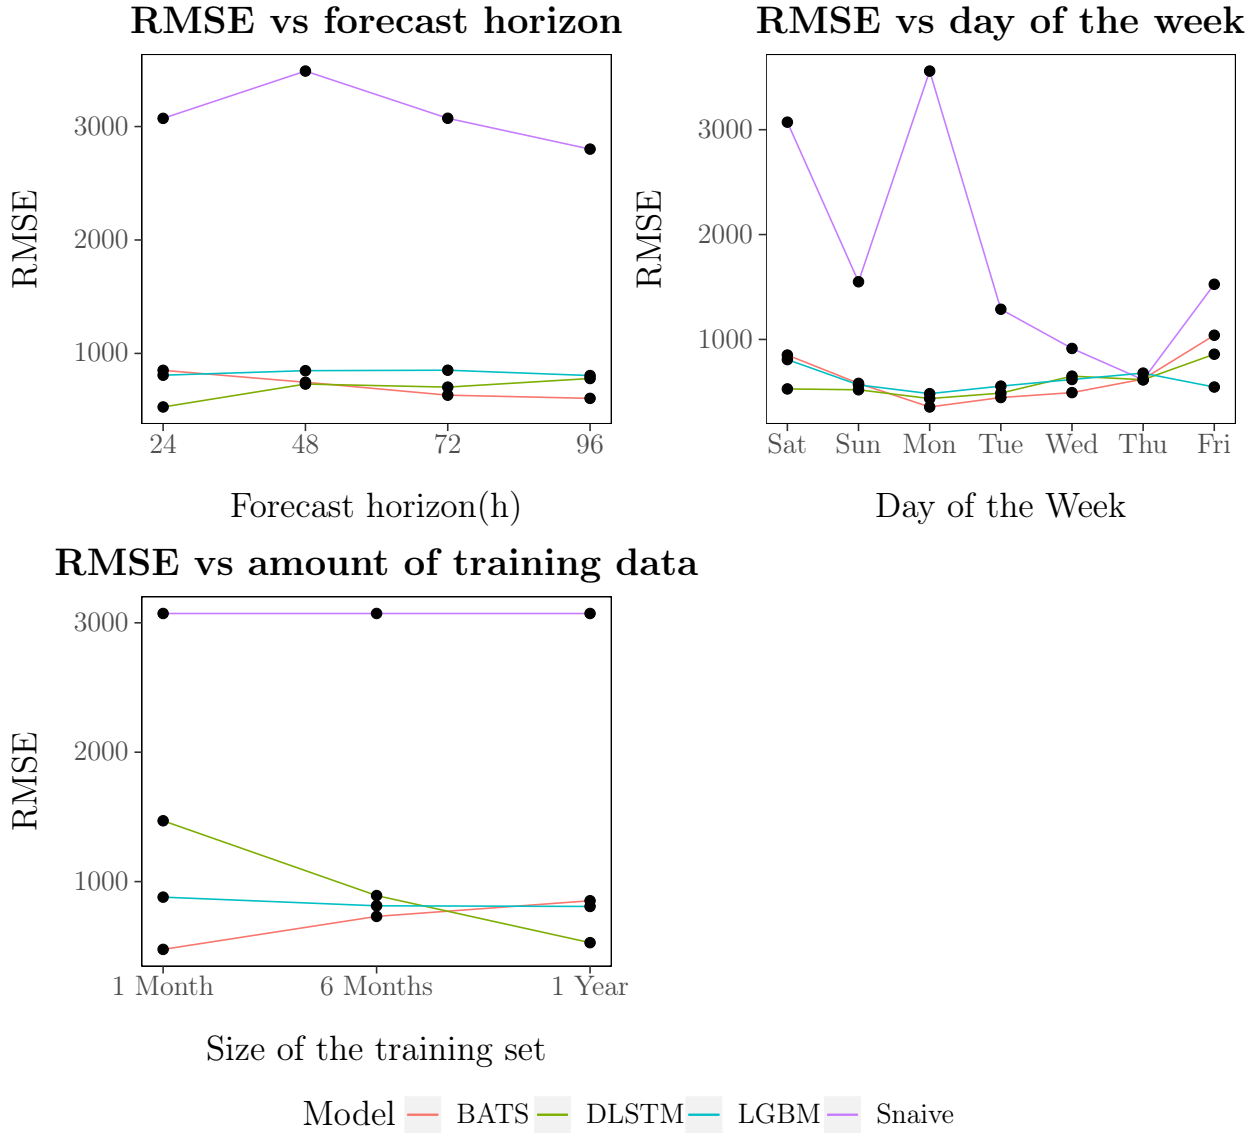 RMSE vs forecast horizon
RMSE
3000
2000
1000
24 48 72 96
Forecast horizon(h)
RMSE vs day of the week
RMSE
3000
2000
1000
Sat Sun Mon Tue Wed Thu Fri
Day of the Week
RMSE vs amount of training data
RMSE
3000
2000
1000
1 Month 6 Months 1 Year
Size of the training set
Model BATS DLSTM LGBM Snaive